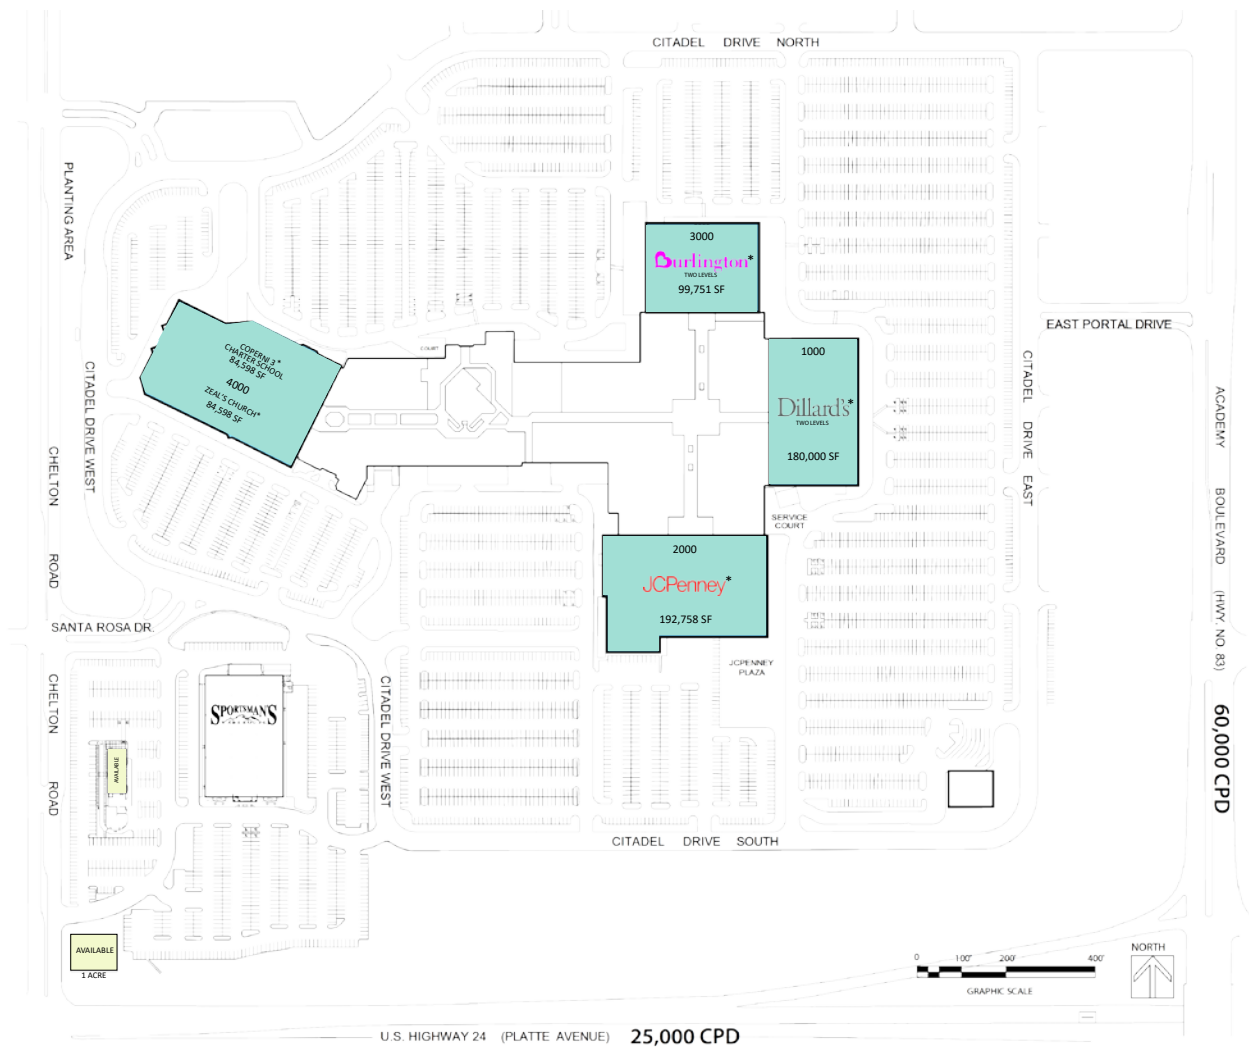 CITADEL DRIVE NORTH
PLANTING AREA
3000
Burlington*
TWO LEVELS
99,751 SF
EAST PORTAL DRIVE
COURT
COPERNI 3*
CHARTER SCHOOL
84,598 SF
4000
ZEAL'S CHURCH*
84,598 SF
1000
Dillard's*
TWO LEVELS
180,000 SF
CITADEL DRIVE WEST
CITADEL DRIVE EAST
CHELTON ROAD
ACADEMY BOULEVARD (HWY. NO. 83)
60,000 CPD
SERVICE
COURT
2000
JCPenney*
192,758 SF
SANTA ROSA DR.
JCPENNEY
PLAZA
CHELTON ROAD
SPORTSMAN'S
CITADEL DRIVE WEST
AVAILABLE
CITADEL DRIVE SOUTH
AVAILABLE
1 ACRE
NORTH
0 100' 200' 400'
GRAPHIC SCALE
U.S. HIGHWAY 24 (PLATTE AVENUE) 25,000 CPD